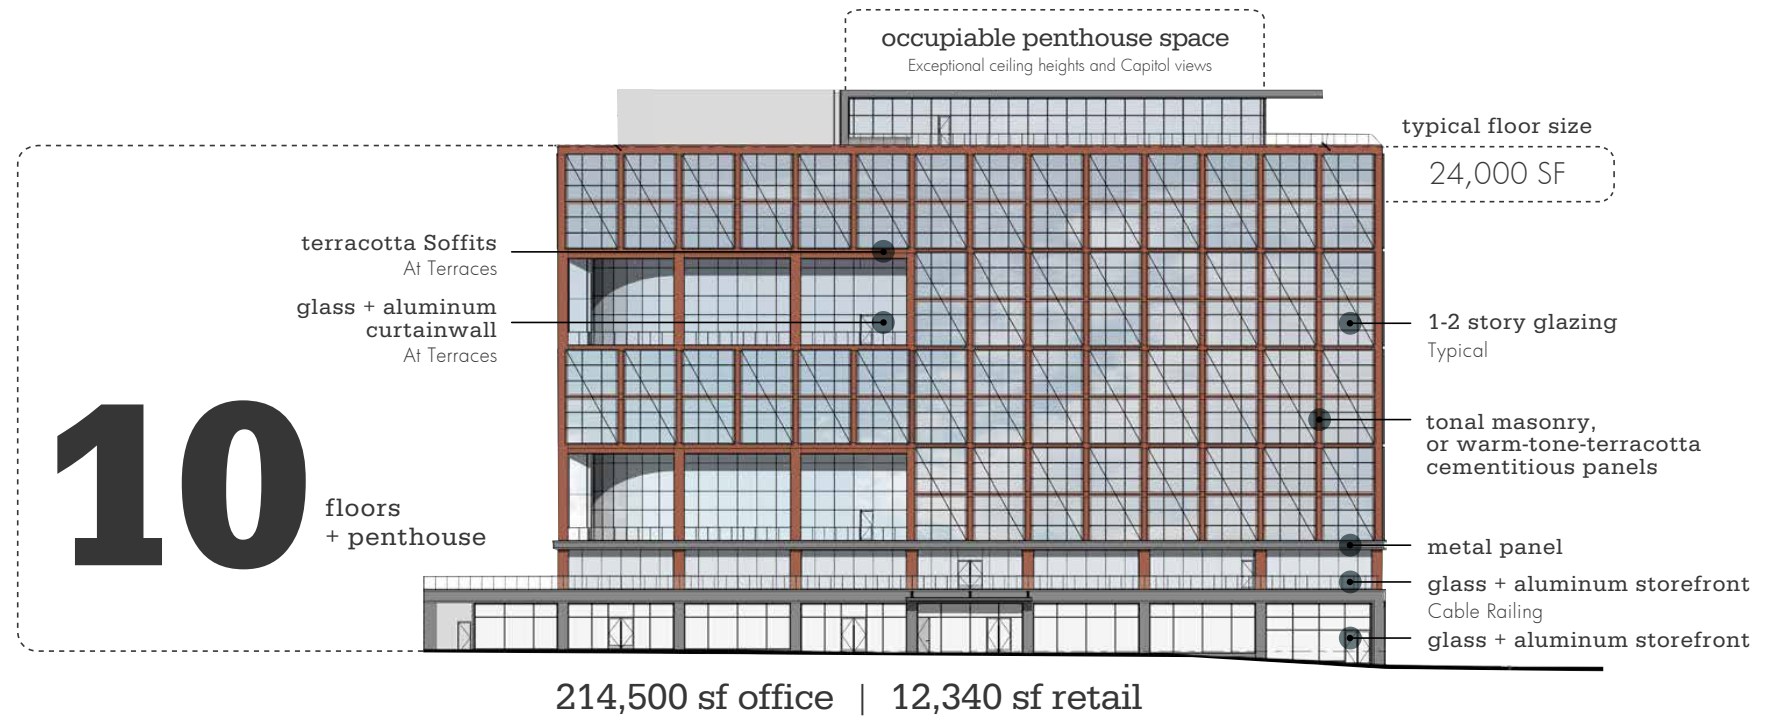 occupiable penthouse space
Exceptional ceiling heights and Capitol views
typical floor size
24,000 SF
terracotta Soffits
At Terraces
glass + aluminum
curtainwall
At Terraces
1-2 story glazing
Typical
tonal masonry,
or warm-tone-terracotta
cementitious panels
10
floors
+ penthouse
metal panel
glass + aluminum storefront
Cable Railing
glass + aluminum storefront
214,500 sf office | 12,340 sf retail